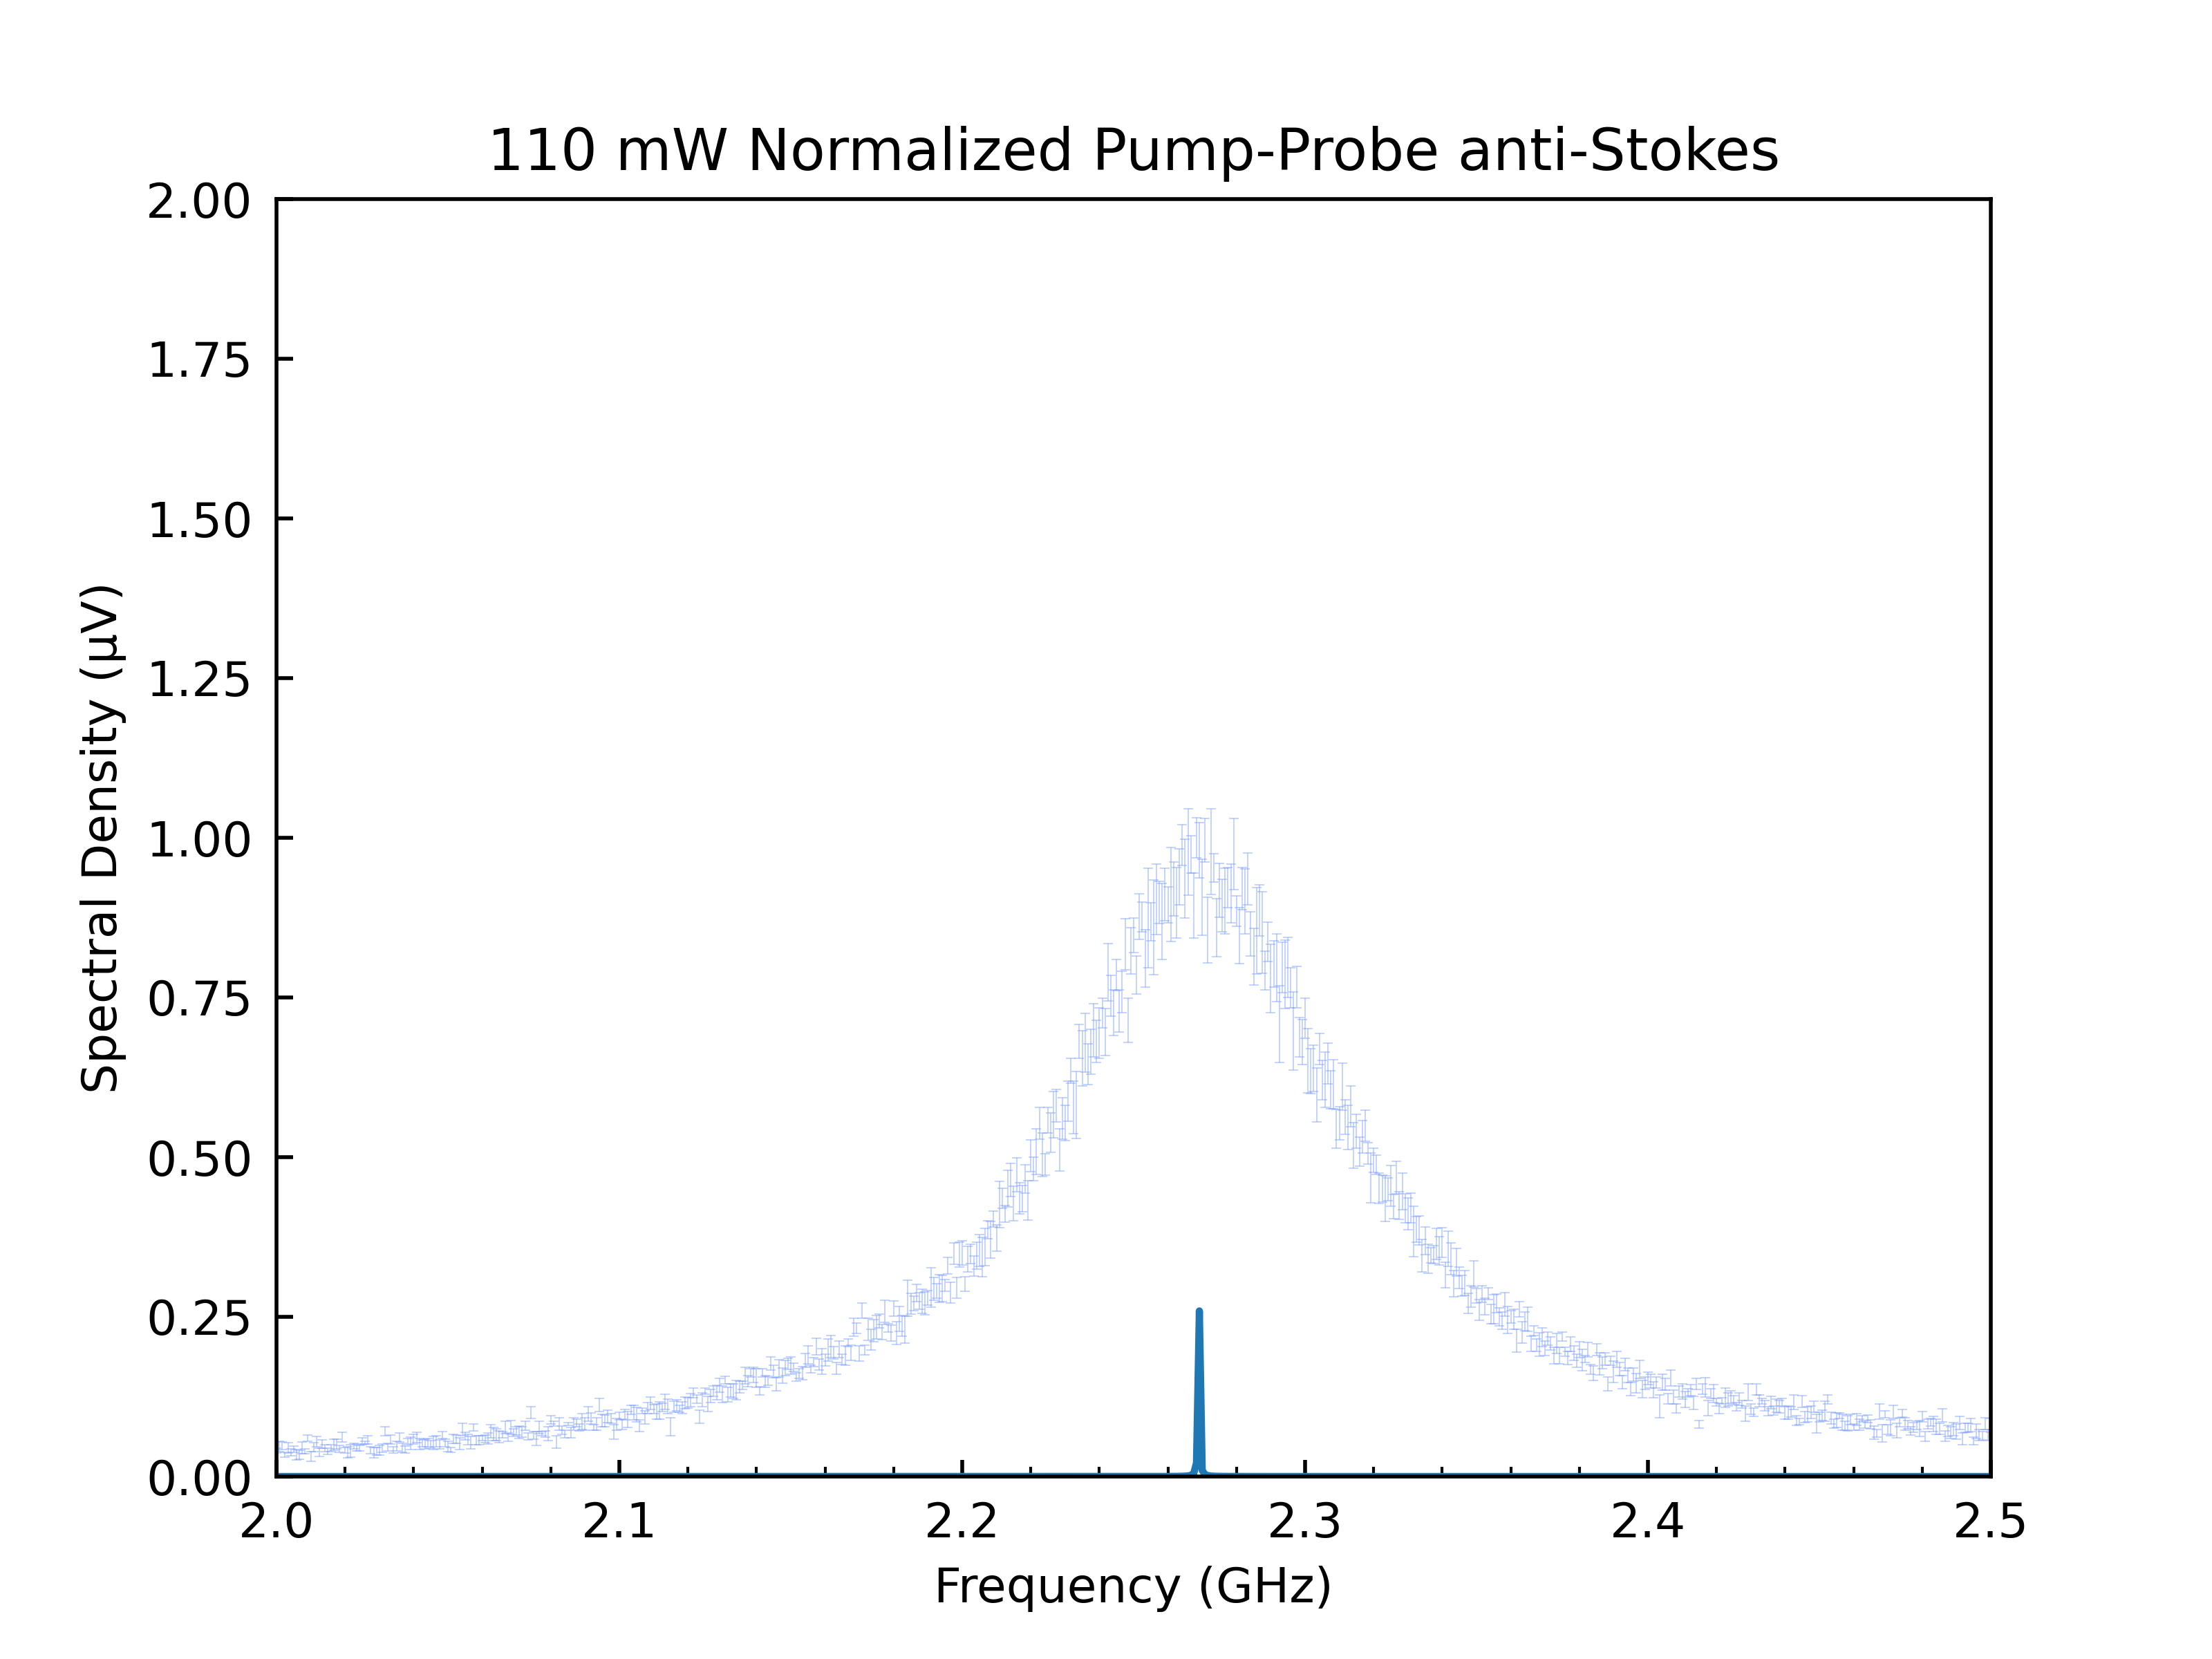 110 mW Normalized Pump-Probe anti-Stokes
2.00
1.75
1.50
1.25
1.00
0.75
0.50
0.25
0.00
Spectral Density (µV)
2.0 2.1 2.2 2.3 2.4 2.5
Frequency (GHz)